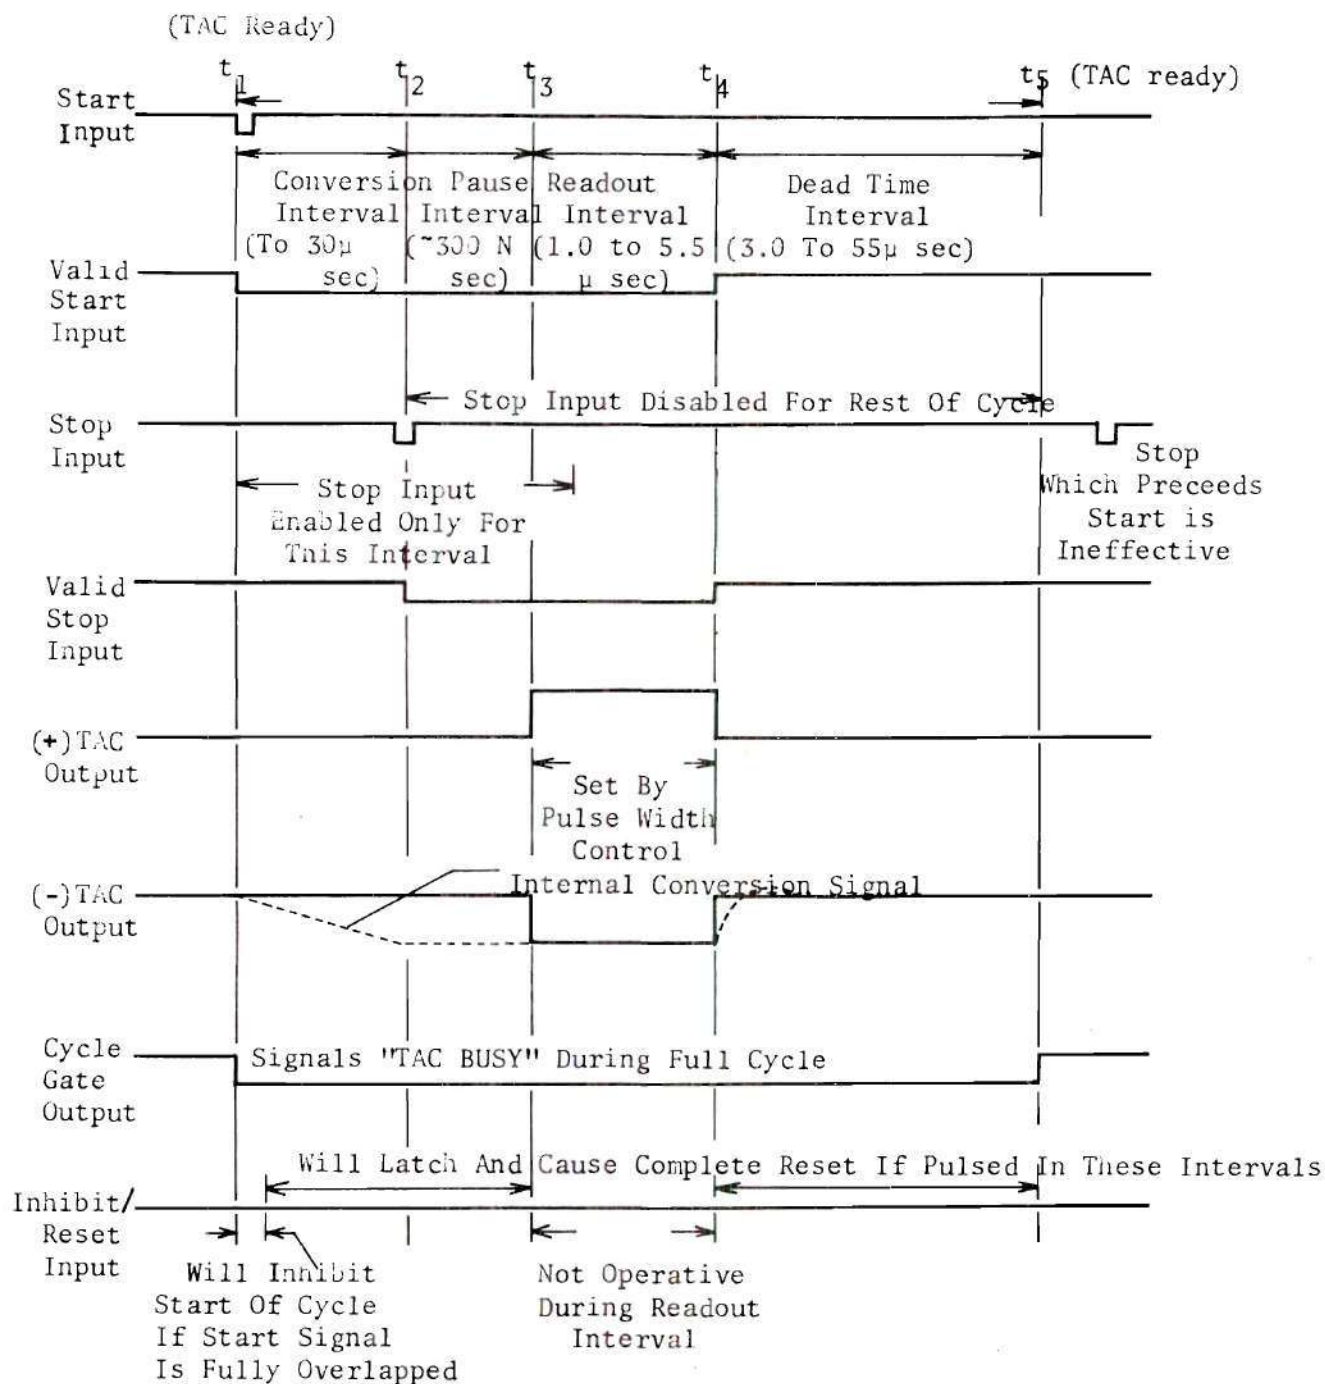 (TAC Ready)
t1 t2 t3 t4 t5 (TAC ready)
Start
Input
Conversion Pause Readout
Interval Interval Interval
(To 30μ (~300 N (1.0 to 5.5
sec) sec) μ sec)
Dead Time
Interval
(3.0 To 55μ sec)
Valid
Start
Input
Stop Input Disabled For Rest Of Cycle
Stop
Input
Stop Input
Enabled Only For
This Interval
Stop
Which Preceeds
Start is
Ineffective
Valid
Stop
Input
(+)TAC
Output
Set By
Pulse Width
Control
Internal Conversion Signal
(-)TAC
Output
Cycle
Gate
Output
Signals "TAC BUSY" During Full Cycle
Will Latch And Cause Complete Reset If Pulsed In These Intervals
Inhibit/
Reset
Input
Will Inhibit
Start Of Cycle
If Start Signal
Is Fully Overlapped
Not Operative
During Readout
Interval